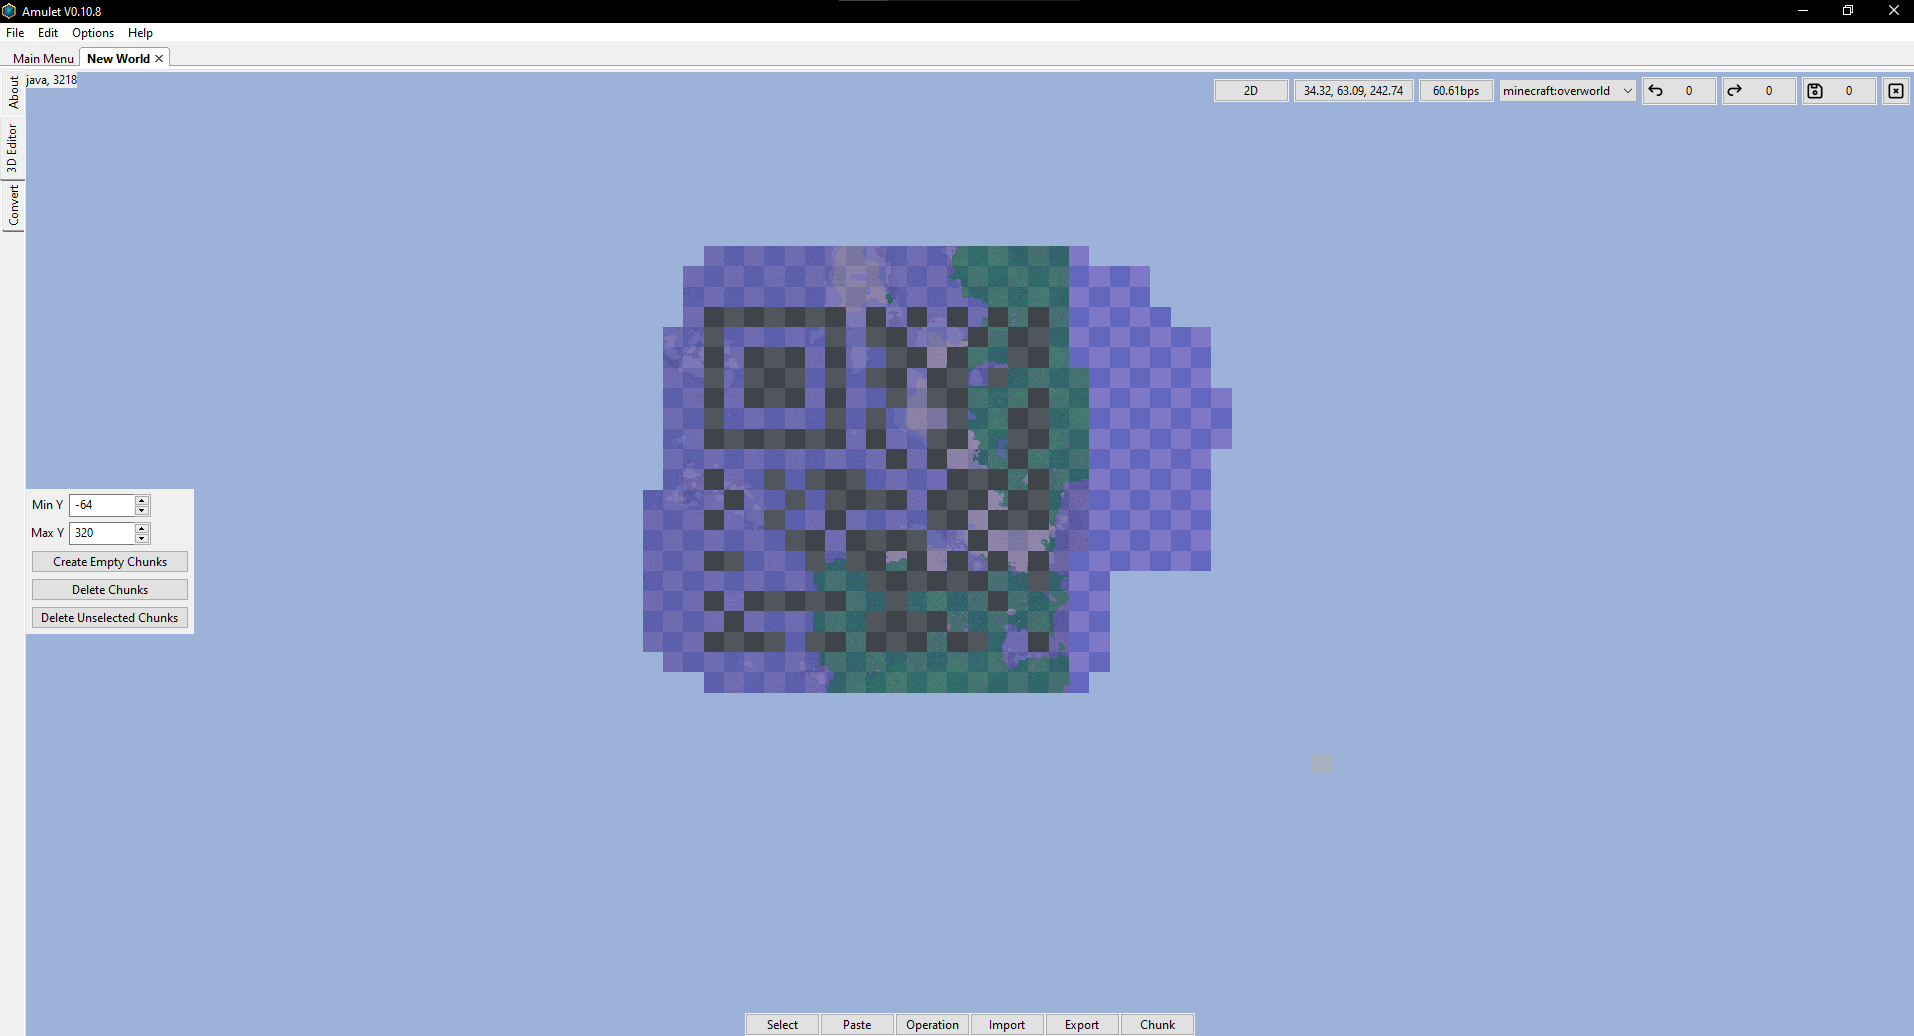 Amulet V0.10.8
File Edit Options Help
Main Menu New World
About
3D Editor
Convert
java, 3218
2D 34.32, 63.09, 242.74 60.61bps minecraft:overworld 0 0 0
Min Y -64
Max Y 320
Create Empty Chunks
Delete Chunks
Delete Unselected Chunks
Select Paste Operation Import Export Chunk